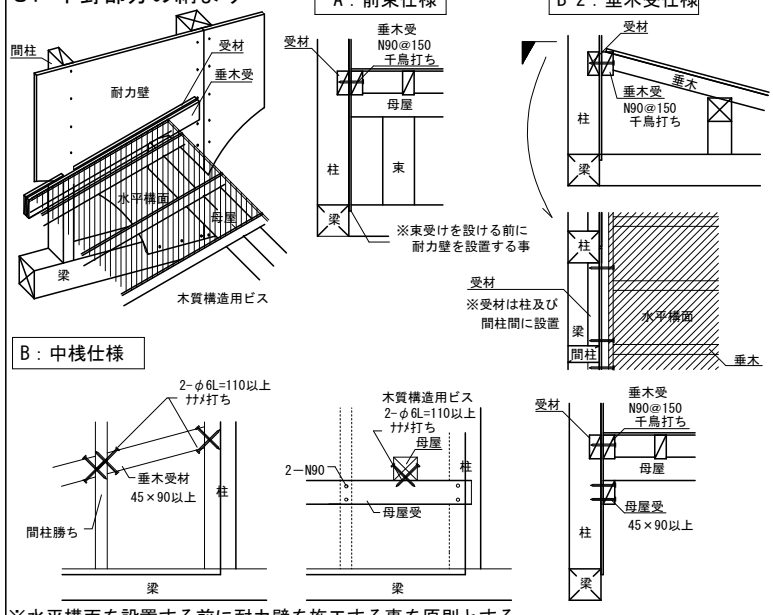 下野部分の納まり
A：前束仕様
B-2：垂木受仕様
間柱
受材
垂木受
耐力壁
水平構面
母屋
梁
木質構造用ビス
受材
垂木受
N90@150
千鳥打ち
母屋
柱
束
梁
※束受けを設ける前に
耐力壁を設置する事
受材
垂木
垂木受
N90@150
千鳥打ち
柱
梁
柱
受材
※受材は柱及び
間柱間に設置
梁
水平構面
間柱
垂木
B：中桟仕様
2-φ6L=110以上
ﾅﾅﾒ打ち
垂木受材
45×90以上
柱
間柱勝ち
梁
木質構造用ビス
2-φ6L=110以上
ﾅﾅﾒ打ち
母屋
柱
2－N90
母屋受
梁
受材
垂木受
N90@150
千鳥打ち
母屋
母屋受
45×90以上
柱
梁
※水平構面を設置する前に耐力壁を施工する事を原則とする